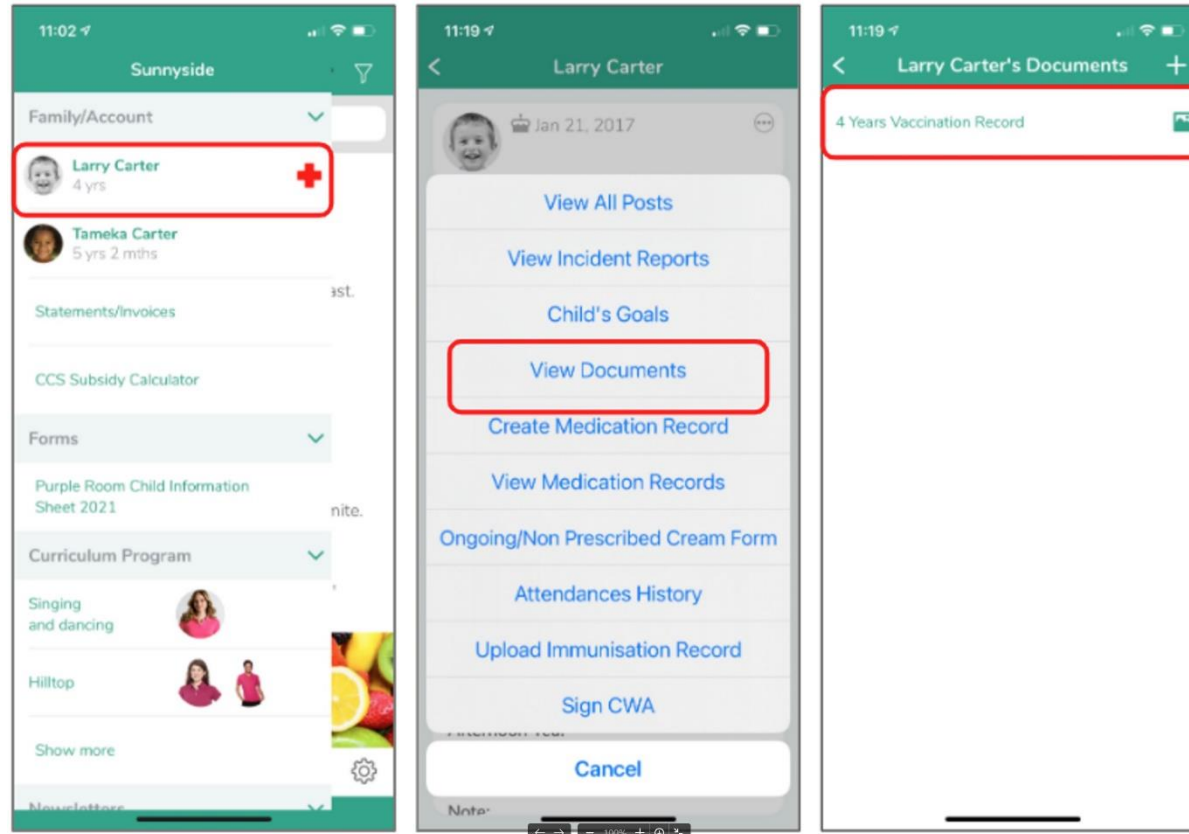 11:02
Sunnyside
Family/Account
Larry Carter
4 yrs
Tameka Carter
5 yrs 2 mths
ast.
Statements/Invoices
CCS Subsidy Calculator
Forms
Purple Room Child Information
Sheet 2021
nite.
Curriculum Program
Singing
and dancing
Hilltop
Show more
Newsletters
11:19
Larry Carter
Jan 21, 2017
View All Posts
View Incident Reports
Child's Goals
View Documents
Create Medication Record
View Medication Records
Ongoing/Non Prescribed Cream Form
Attendances History
Upload Immunisation Record
Sign CWA
Afternoon Tea:
Cancel
Note:
100%
11:19
Larry Carter's Documents
4 Years Vaccination Record